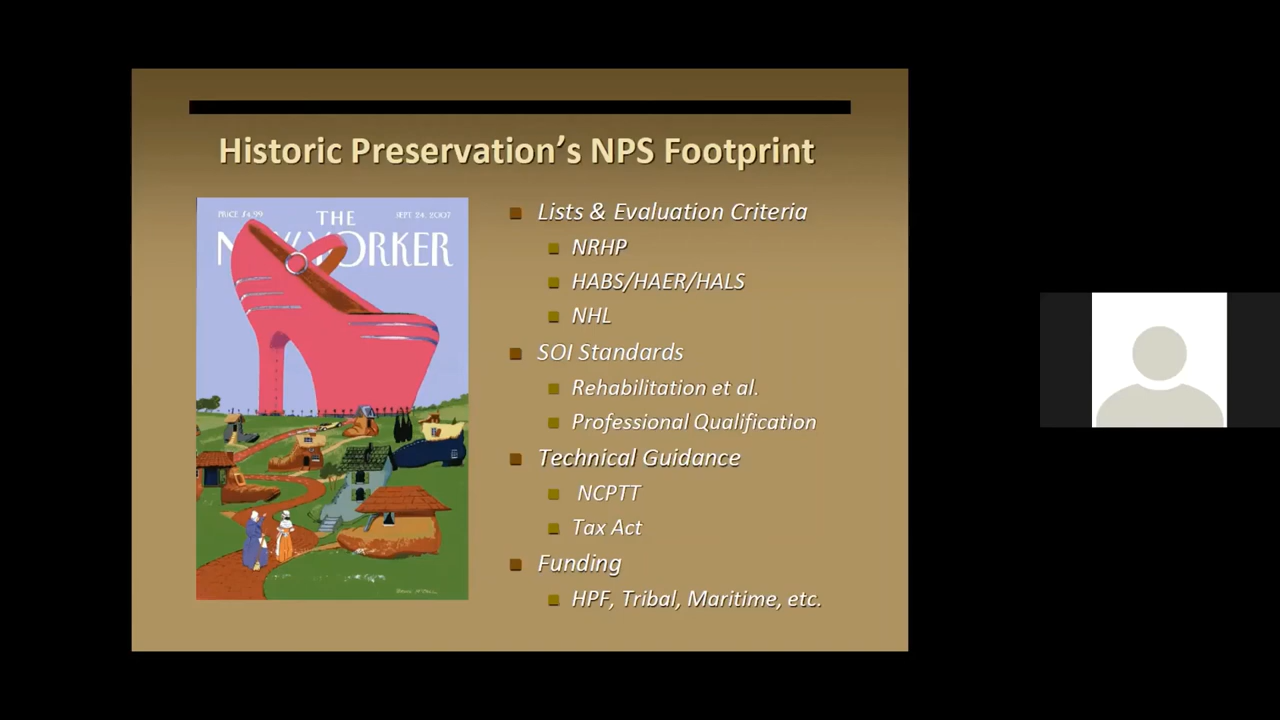 Historic Preservation's NPS Footprint
PRICE $4.99
THE
SEPT. 24, 2007
NEW YORKER
Lists & Evaluation Criteria
NRHP
HABS/HAER/HALS
NHL
SOI Standards
Rehabilitation et al.
Professional Qualification
Technical Guidance
NCPTT
Tax Act
Funding
HPF, Tribal, Maritime, etc.